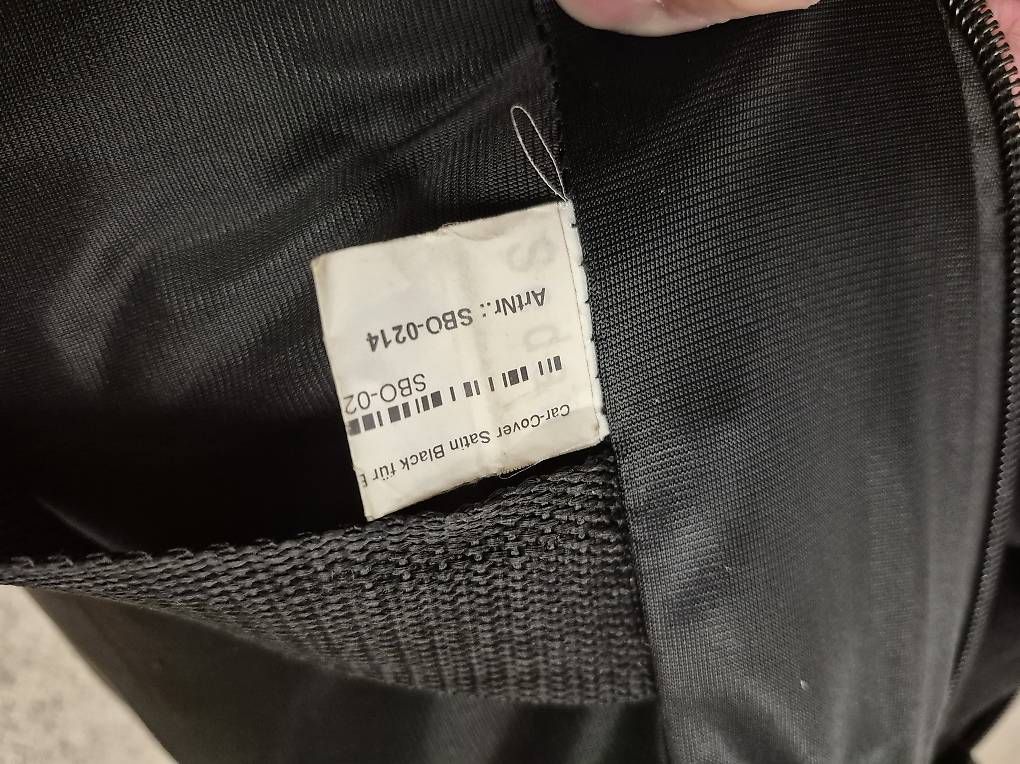 Car-Cover Satin Black für
SBO-02
ArtNr.: SBO-0214